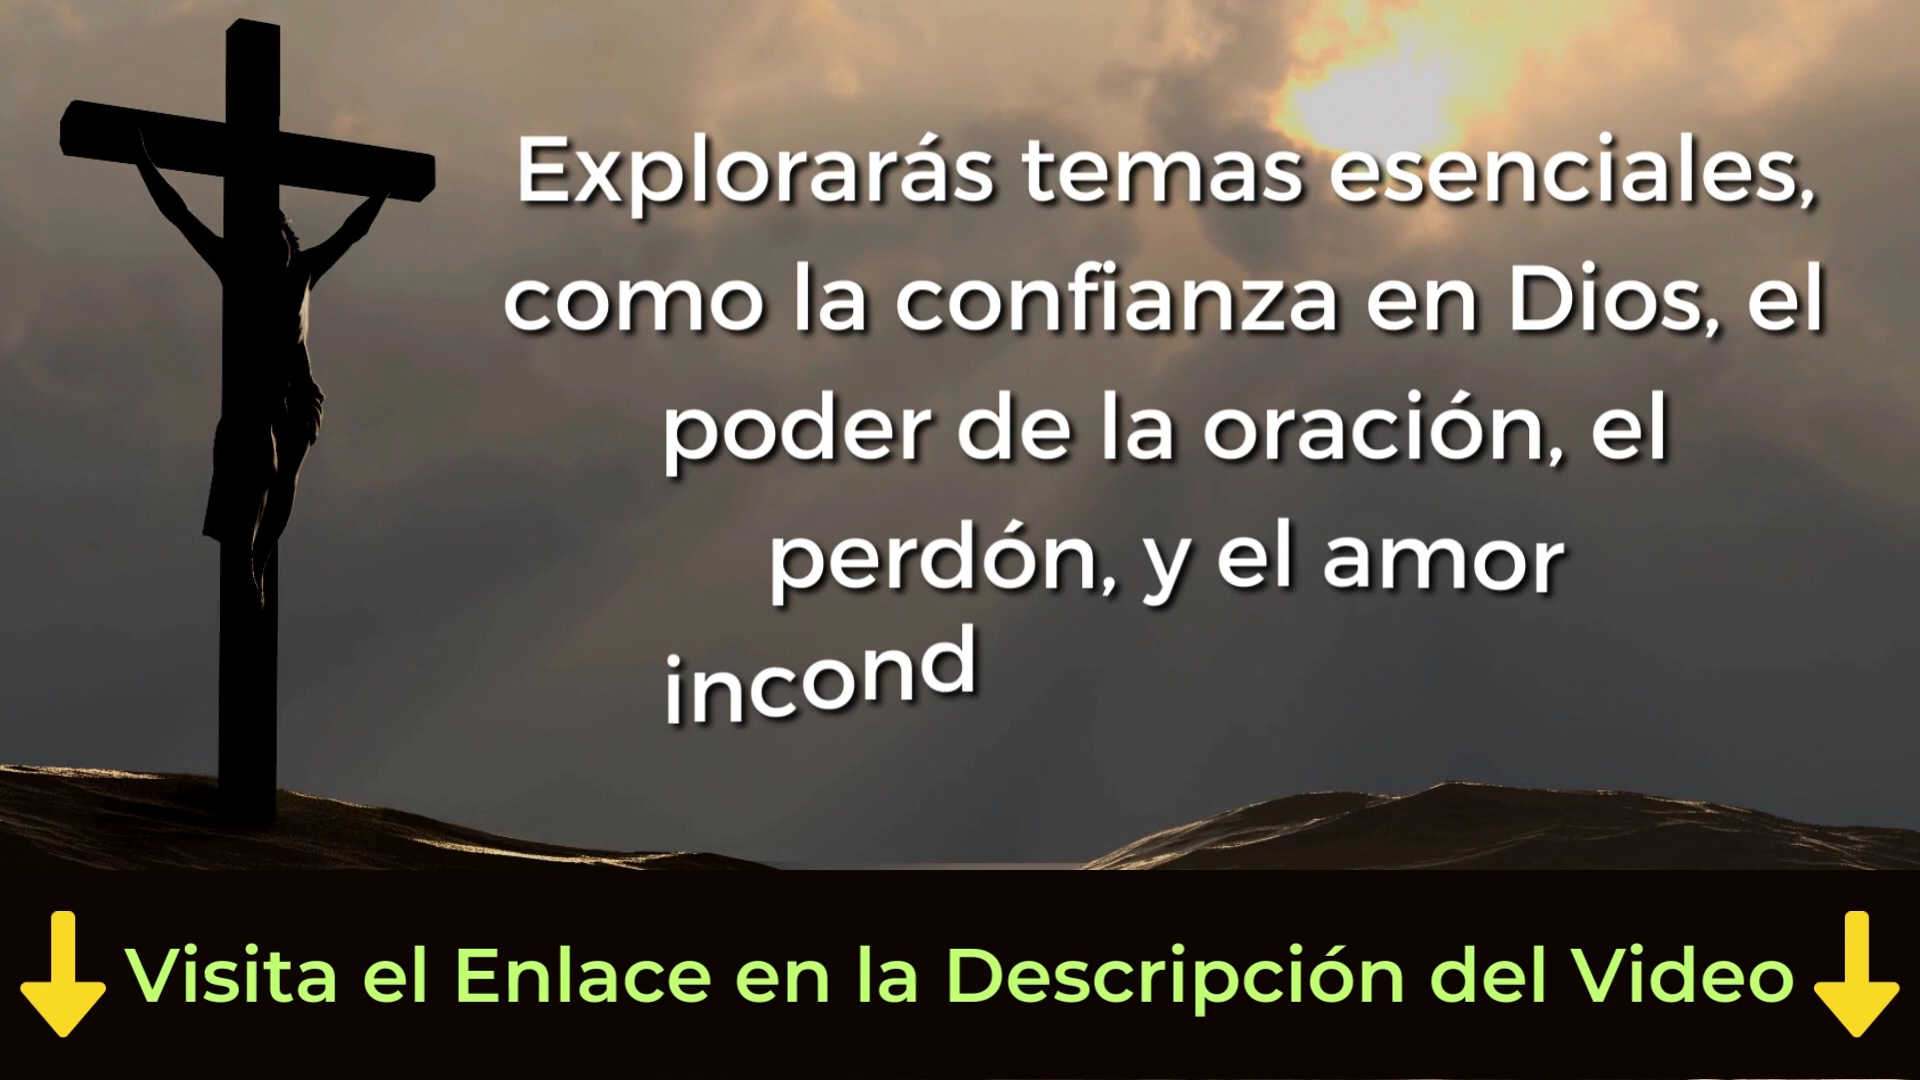 Explorarás temas esenciales,
como la confianza en Dios, el
poder de la oración, el
perdón, y el amor
incond
Visita el Enlace en la Descripción del Video